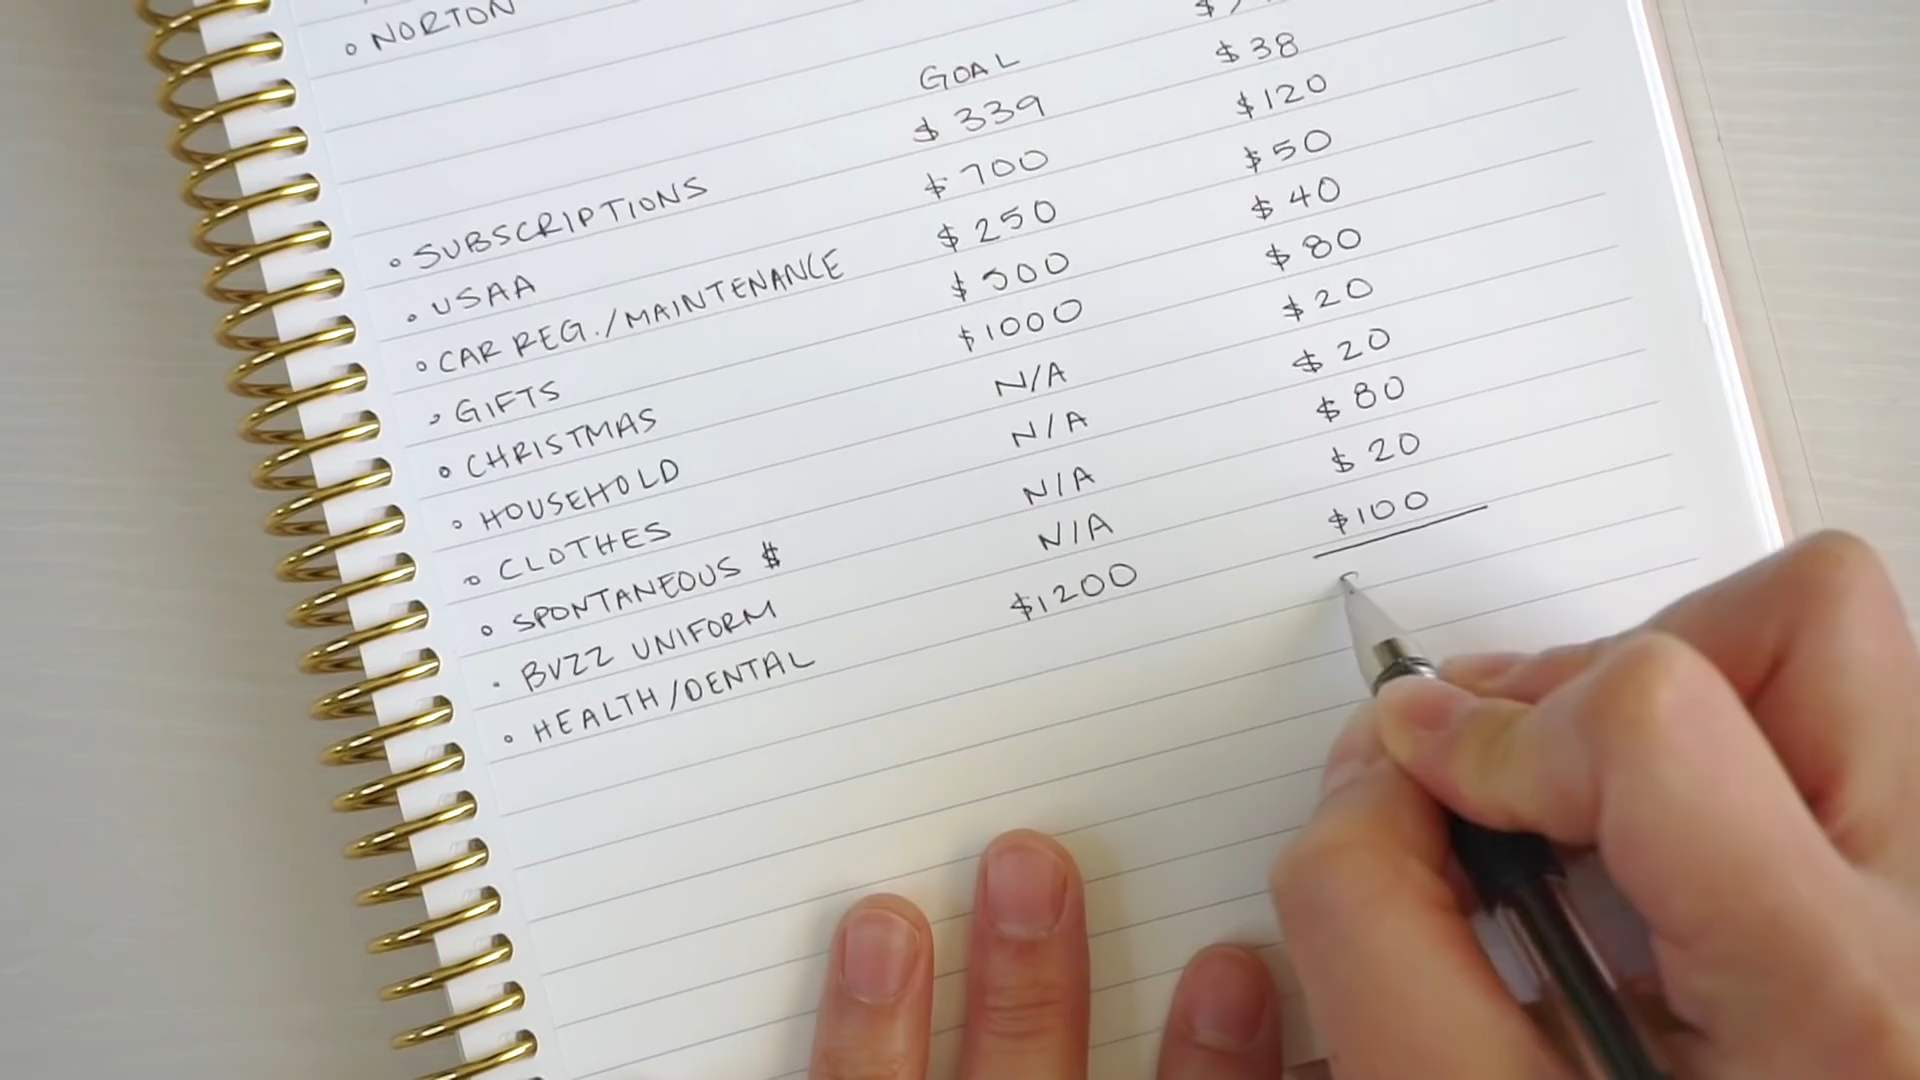 NORTON
GOAL
SUBSCRIPTIONS $339 $38
USAA $700 $120
CAR REG./MAINTENANCE $250 $50
GIFTS $500 $40
CHRISTMAS $1000 $80
HOUSEHOLD N/A $20
CLOTHES N/A $20
SPONTANEOUS $ N/A $80
BUZZ UNIFORM N/A $20
HEALTH/DENTAL $1200 $100